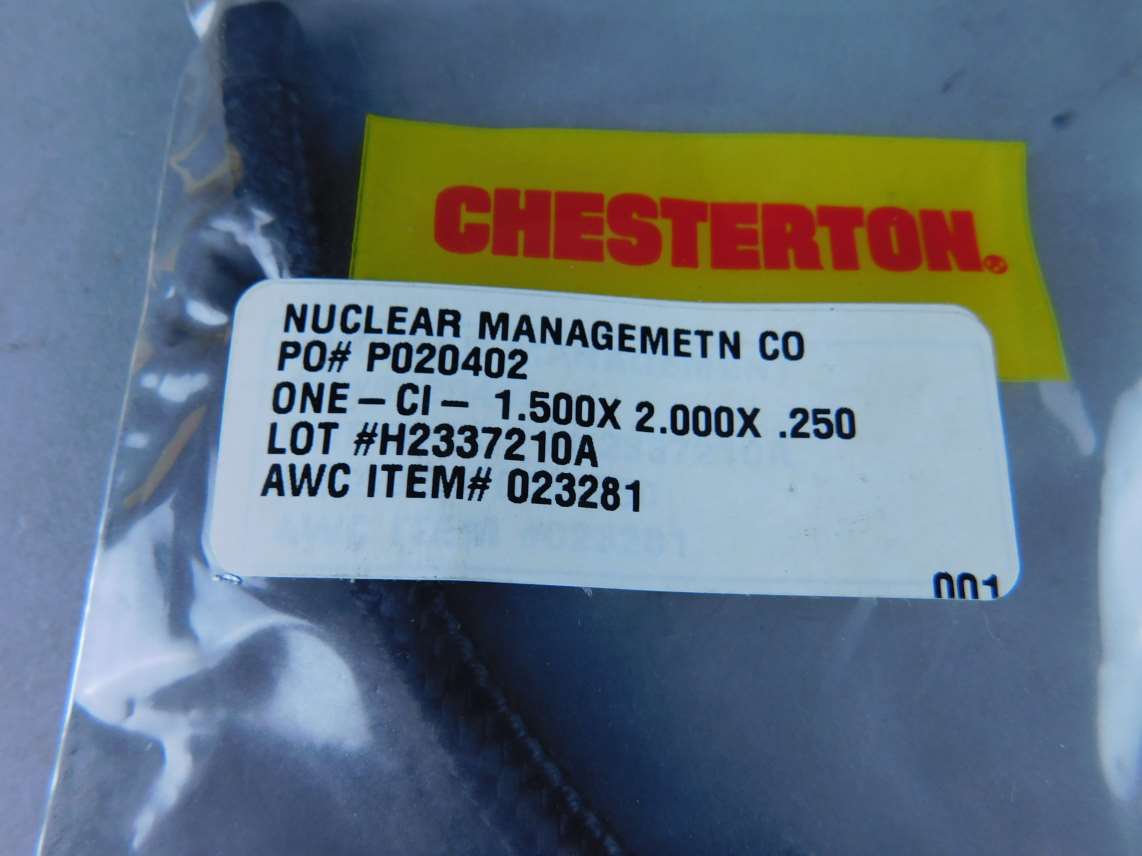 CHESTERTON®
NUCLEAR MANAGEMETN CO
PO# P020402
ONE – CI – 1.500X 2.000X .250
LOT #H2337210A
AWC ITEM# 023281
001